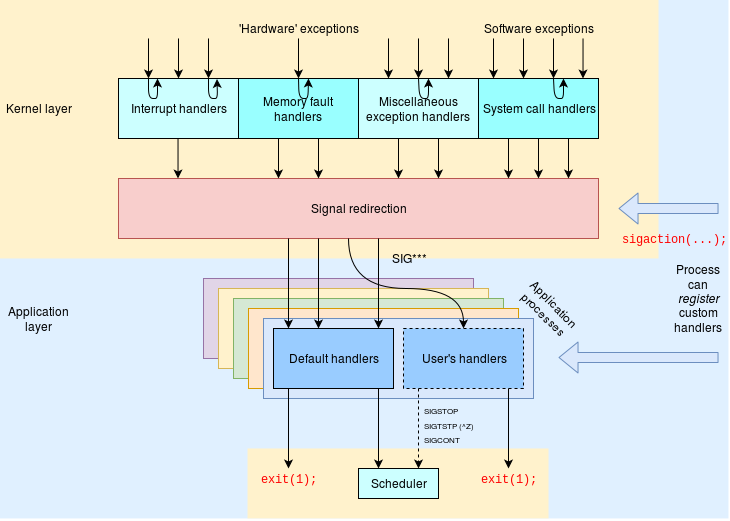 'Hardware' exceptions
Software exceptions
Kernel layer
Interrupt handlers
Memory fault
handlers
Miscellaneous
exception handlers
System call handlers
Signal redirection
sigaction(...);
SIG***
Process
can
register
custom
handlers
Application
processes
Application
layer
Default handlers
User's handlers
SIGSTOP
SIGTSTP (^Z)
SIGCONT
exit(1);
Scheduler
exit(1);